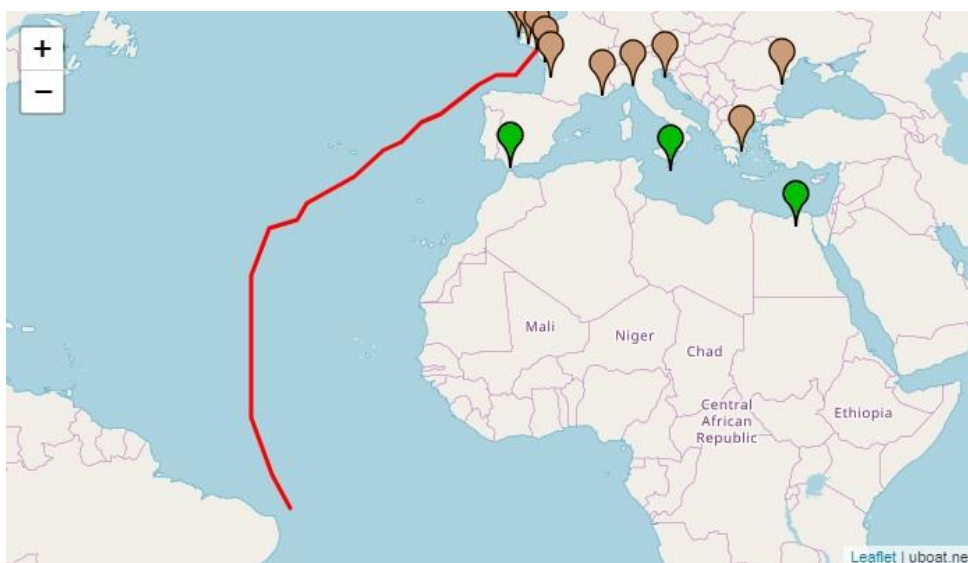 +
−
Mali
Niger
Chad
Central
African
Republic
Ethiopia
Leaflet | uboat.ne